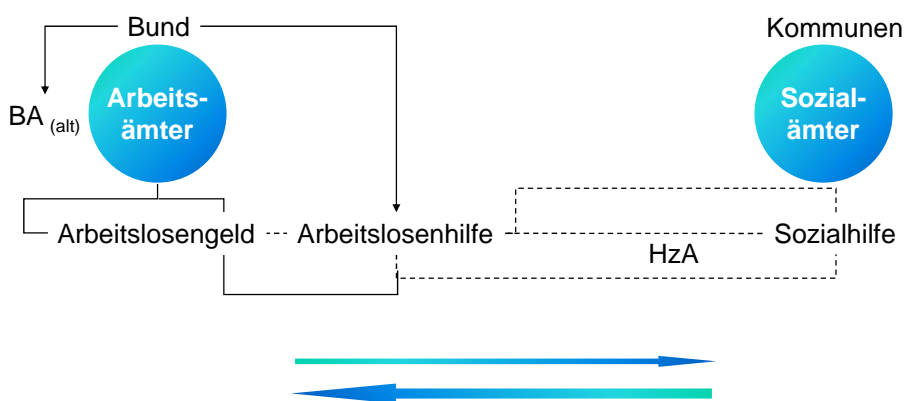 Bund
Kommunen
BA (alt)
Arbeits-
ämter
Sozial-
ämter
Arbeitslosengeld
Arbeitslosenhilfe
Sozialhilfe
HzA